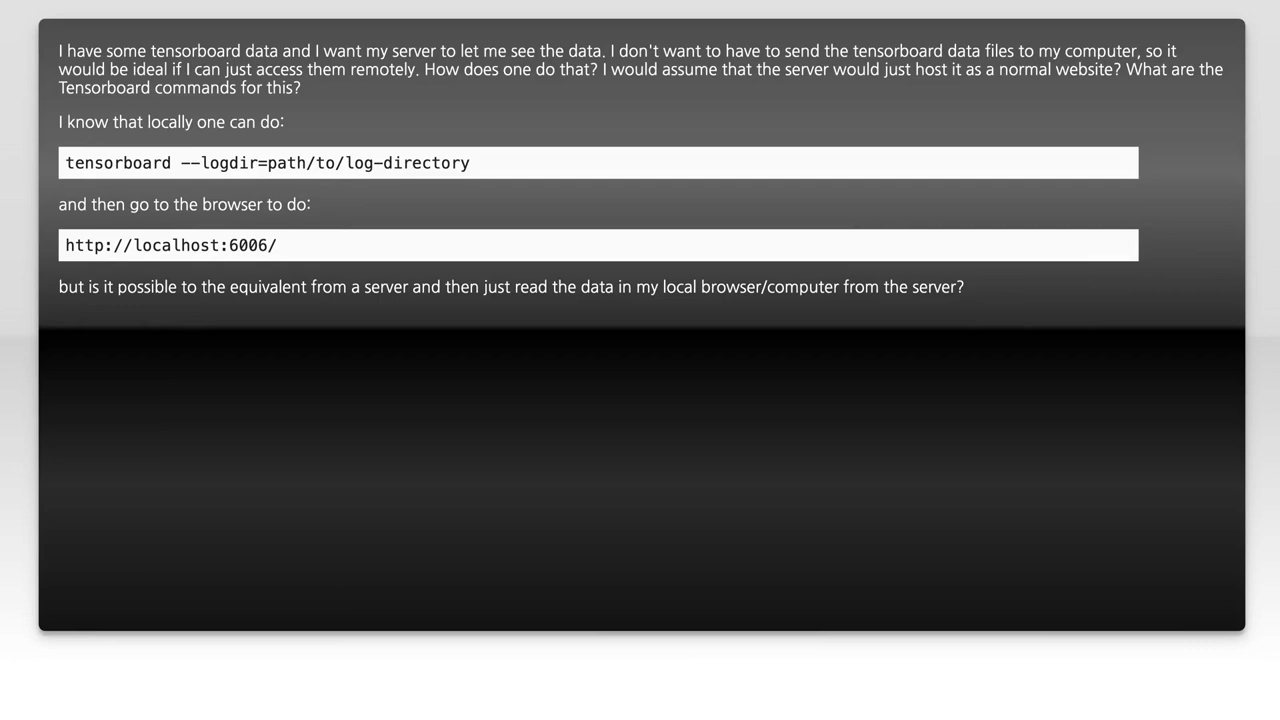 I have some tensorboard data and I want my server to let me see the data. I don't want to have to send the tensorboard data files to my computer, so it
would be ideal if I can just access them remotely. How does one do that? I would assume that the server would just host it as a normal website? What are the
Tensorboard commands for this?
I know that locally one can do:
tensorboard --logdir=path/to/log-directory
and then go to the browser to do:
http://localhost:6006/
but is it possible to the equivalent from a server and then just read the data in my local browser/computer from the server?